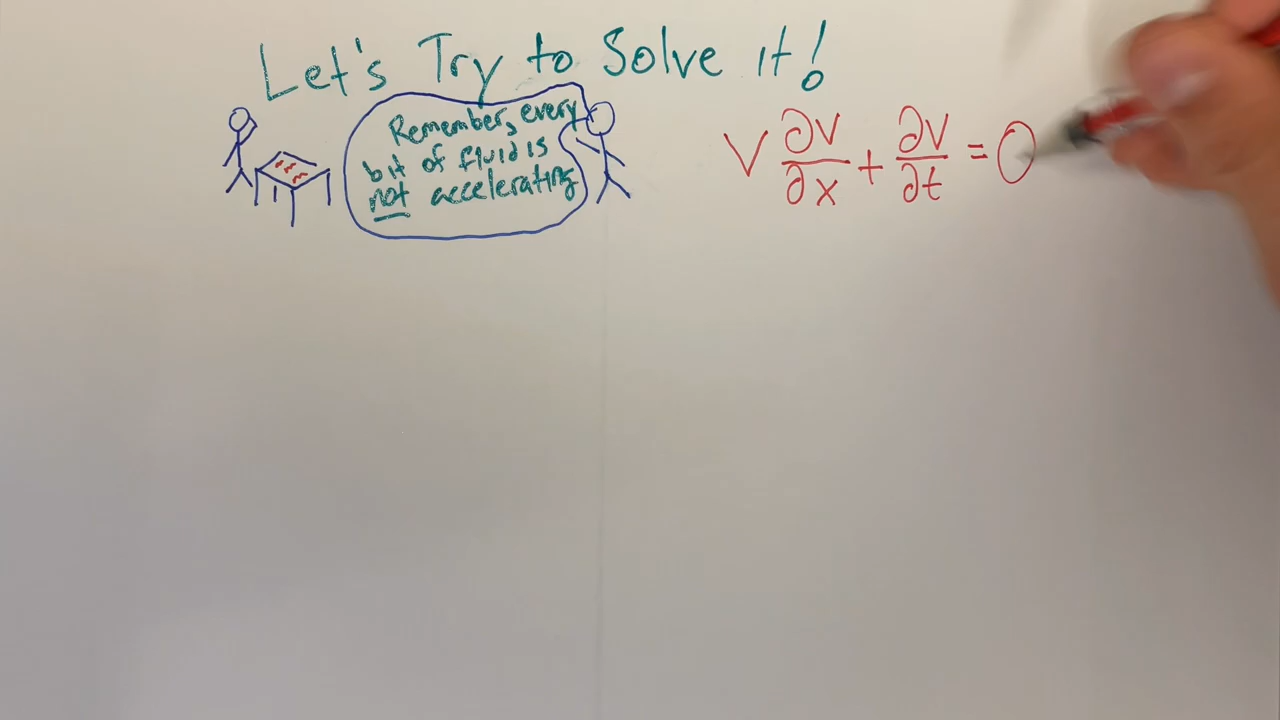 Let's Try to Solve it!
Remember, every
bit of fluid is
not accelerating
V ∂V/∂x + ∂V/∂t = 0